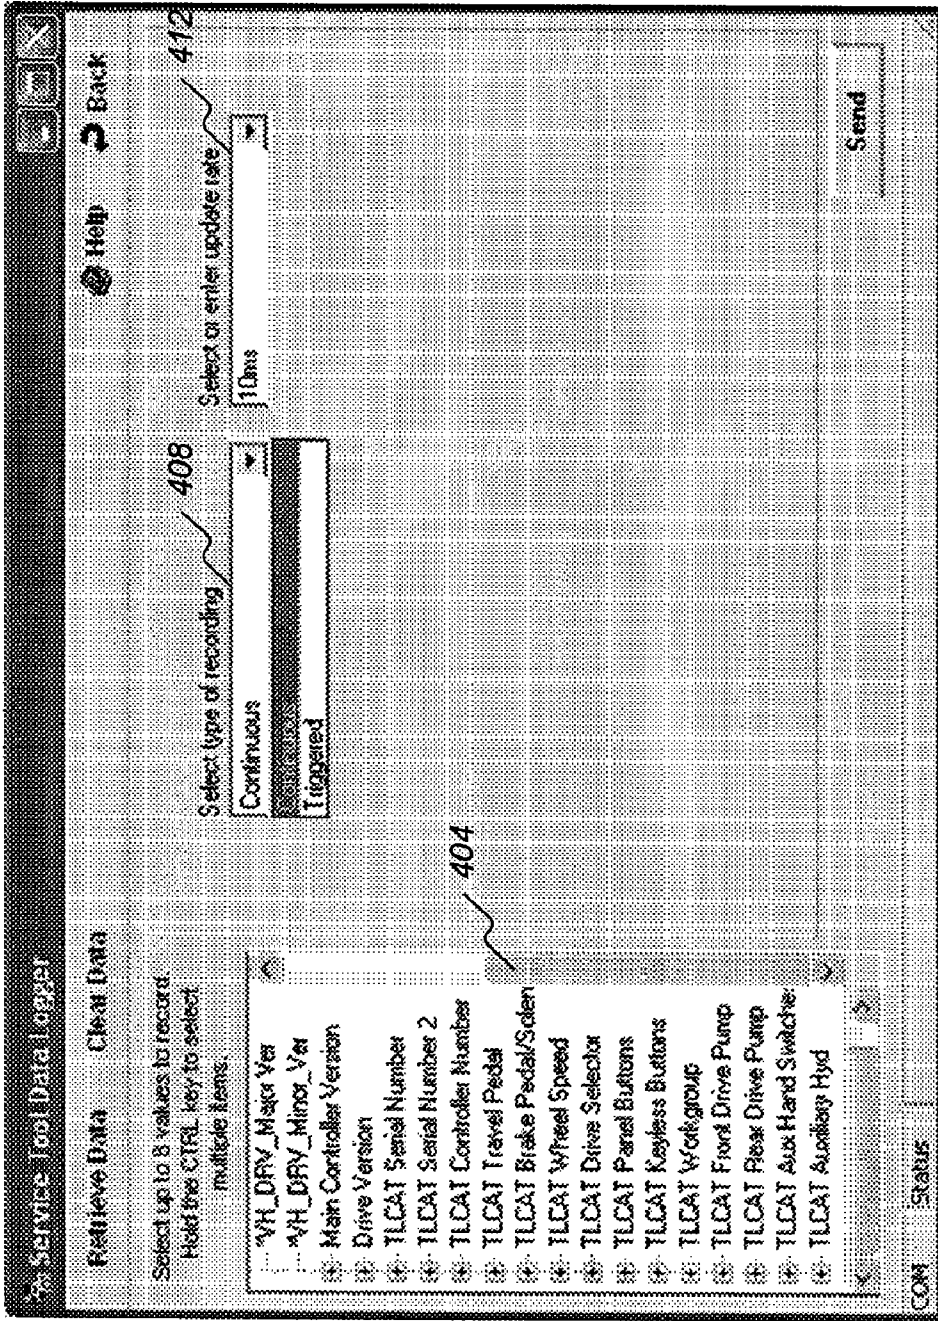 Service Tool Data Logger
Retrieve Data
Clear Data
Help
Back
Select up to 8 values to record.
Hold the CTRL key to select
multiple items.
Select type of recording
408
Select or enter update rate
412
Continuous
10ms
Triggered
404
*VH_DRV_Major Ver
*VH_DRV_Minor_Ver
Main Controller Version
Drive Version
TLCAT Serial Number
TLCAT Serial Number 2
TLCAT Controller Number
TLCAT Travel Pedal
TLCAT Brake Pedal/Solen
TLCAT Wheel Speed
TLCAT Drive Selector
TLCAT Panel Buttons
TLCAT Keyless Buttons
TLCAT Workgroup
TLCAT Front Drive Pump
TLCAT Rear Drive Pump
TLCAT Aux Hand Switche
TLCAT Auxiliary Hyd
Send
COM
Status